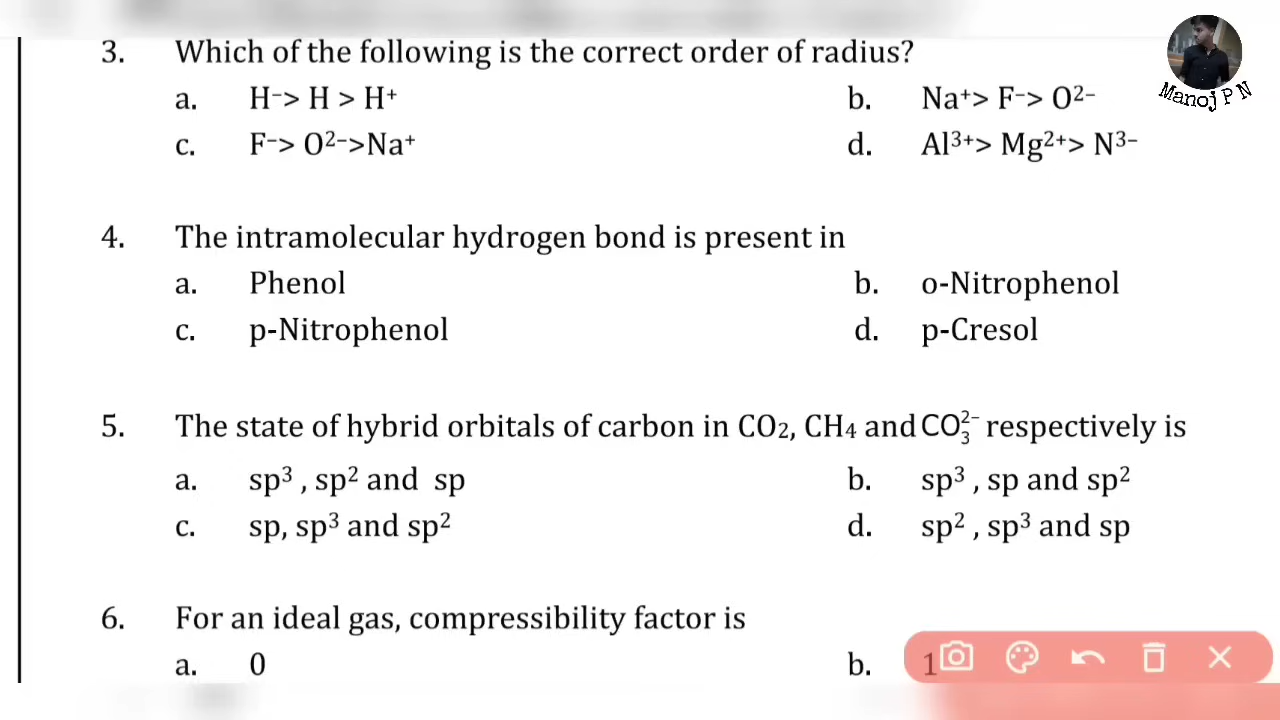 3. Which of the following is the correct order of radius?
a. H⁻> H > H⁺ b. Na⁺> F⁻> O²⁻
c. F⁻> O²⁻>Na⁺ d. Al³⁺> Mg²⁺> N³⁻
4. The intramolecular hydrogen bond is present in
a. Phenol b. o-Nitrophenol
c. p-Nitrophenol d. p-Cresol
5. The state of hybrid orbitals of carbon in CO₂, CH₄ and CO₃²⁻ respectively is
a. sp³ , sp² and sp b. sp³ , sp and sp²
c. sp, sp³ and sp² d. sp² , sp³ and sp
6. For an ideal gas, compressibility factor is
a. 0 b. 1
Manoj P N